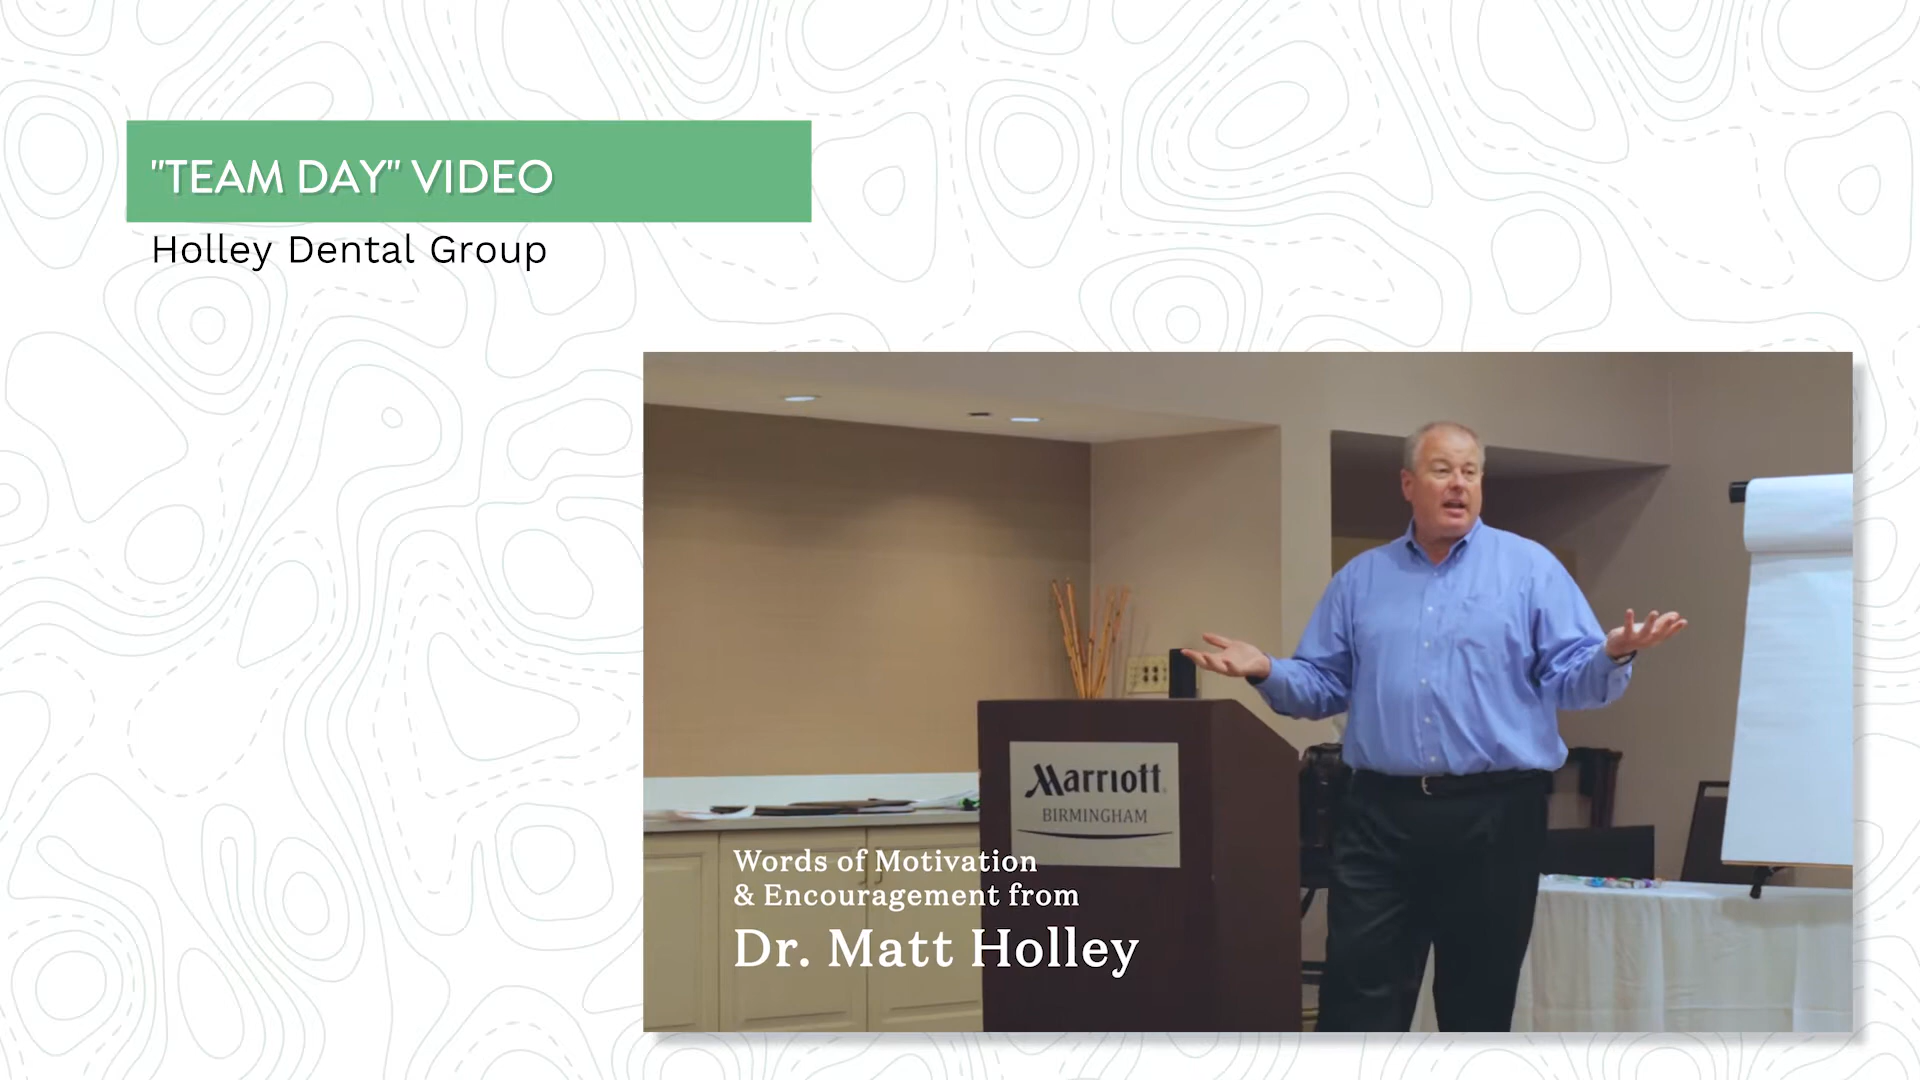 "TEAM DAY" VIDEO
Holley Dental Group
Marriott
BIRMINGHAM
Words of Motivation
& Encouragement from
Dr. Matt Holley